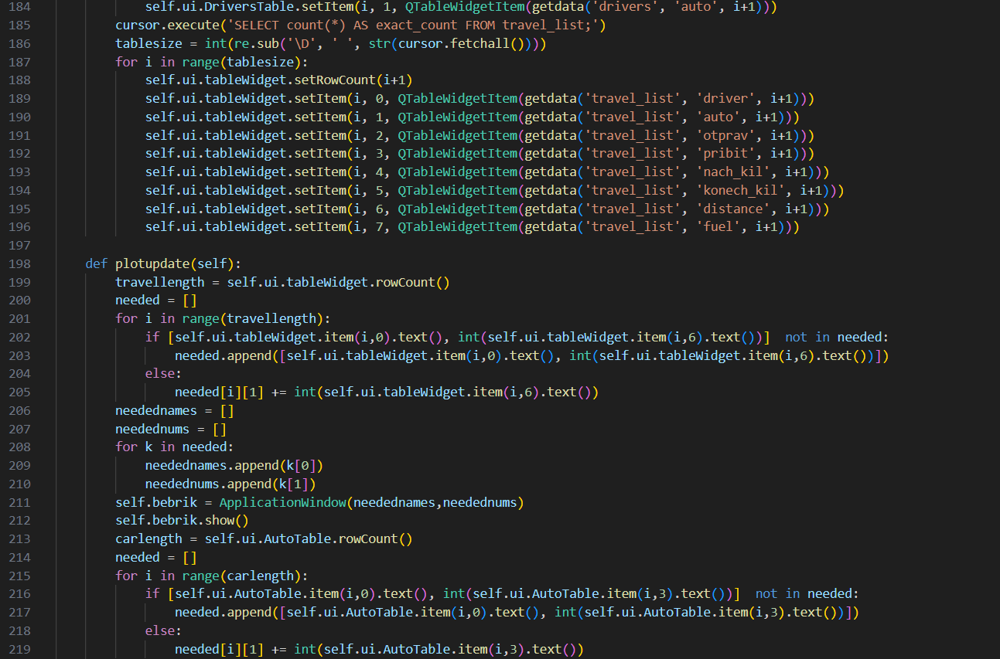 184 self.ui.DriversTable.setItem(i, 1, QTableWidgetItem(getdata('drivers', 'auto', i+1)))
185 cursor.execute('SELECT count(*) AS exact_count FROM travel_list;')
186 tablesize = int(re.sub('\D', ' ', str(cursor.fetchall())))
187 for i in range(tablesize):
188 self.ui.tableWidget.setRowCount(i+1)
189 self.ui.tableWidget.setItem(i, 0, QTableWidgetItem(getdata('travel_list', 'driver', i+1)))
190 self.ui.tableWidget.setItem(i, 1, QTableWidgetItem(getdata('travel_list', 'auto', i+1)))
191 self.ui.tableWidget.setItem(i, 2, QTableWidgetItem(getdata('travel_list', 'otprav', i+1)))
192 self.ui.tableWidget.setItem(i, 3, QTableWidgetItem(getdata('travel_list', 'pribit', i+1)))
193 self.ui.tableWidget.setItem(i, 4, QTableWidgetItem(getdata('travel_list', 'nach_kil', i+1)))
194 self.ui.tableWidget.setItem(i, 5, QTableWidgetItem(getdata('travel_list', 'konech_kil', i+1)))
195 self.ui.tableWidget.setItem(i, 6, QTableWidgetItem(getdata('travel_list', 'distance', i+1)))
196 self.ui.tableWidget.setItem(i, 7, QTableWidgetItem(getdata('travel_list', 'fuel', i+1)))
197
198 def plotupdate(self):
199 travellength = self.ui.tableWidget.rowCount()
200 needed = []
201 for i in range(travellength):
202 if [self.ui.tableWidget.item(i,0).text(), int(self.ui.tableWidget.item(i,6).text())]  not in needed:
203 needed.append([self.ui.tableWidget.item(i,0).text(), int(self.ui.tableWidget.item(i,6).text())])
204 else:
205 needed[i][1] += int(self.ui.tableWidget.item(i,6).text())
206 needednames = []
207 needednums = []
208 for k in needed:
209 needednames.append(k[0])
210 needednums.append(k[1])
211 self.bebrik = ApplicationWindow(needednames,needednums)
212 self.bebrik.show()
213 carlength = self.ui.AutoTable.rowCount()
214 needed = []
215 for i in range(carlength):
216 if [self.ui.AutoTable.item(i,0).text(), int(self.ui.AutoTable.item(i,3).text())]  not in needed:
217 needed.append([self.ui.AutoTable.item(i,0).text(), int(self.ui.AutoTable.item(i,3).text())])
218 else:
219 needed[i][1] += int(self.ui.AutoTable.item(i,3).text())